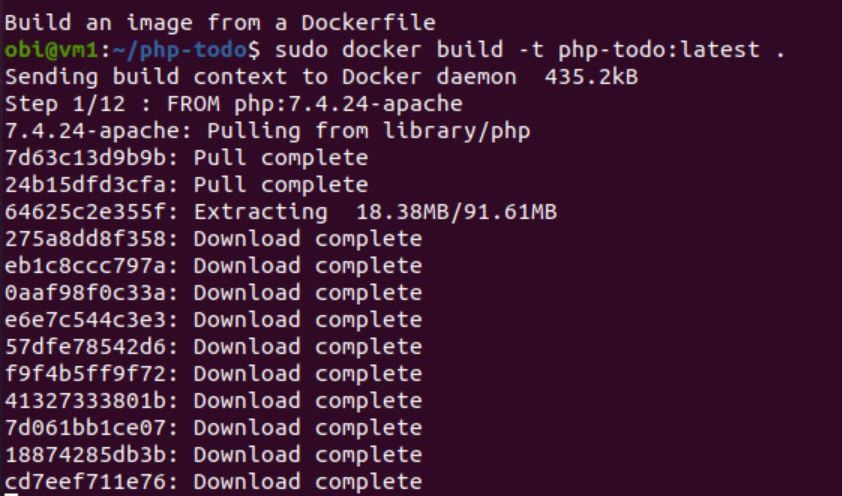 Build an image from a Dockerfile
obi@vm1:~/php-todo$ sudo docker build -t php-todo:latest .
Sending build context to Docker daemon  435.2kB
Step 1/12 : FROM php:7.4.24-apache
7.4.24-apache: Pulling from library/php
7d63c13d9b9b: Pull complete
24b15dfd3cfa: Pull complete
64625c2e355f: Extracting  18.38MB/91.61MB
275a8dd8f358: Download complete
eb1c8ccc797a: Download complete
0aaf98f0c33a: Download complete
e6e7c544c3e3: Download complete
57dfe78542d6: Download complete
f9f4b5ff9f72: Download complete
41327333801b: Download complete
7d061bb1ce07: Download complete
18874285db3b: Download complete
cd7eef711e76: Download complete